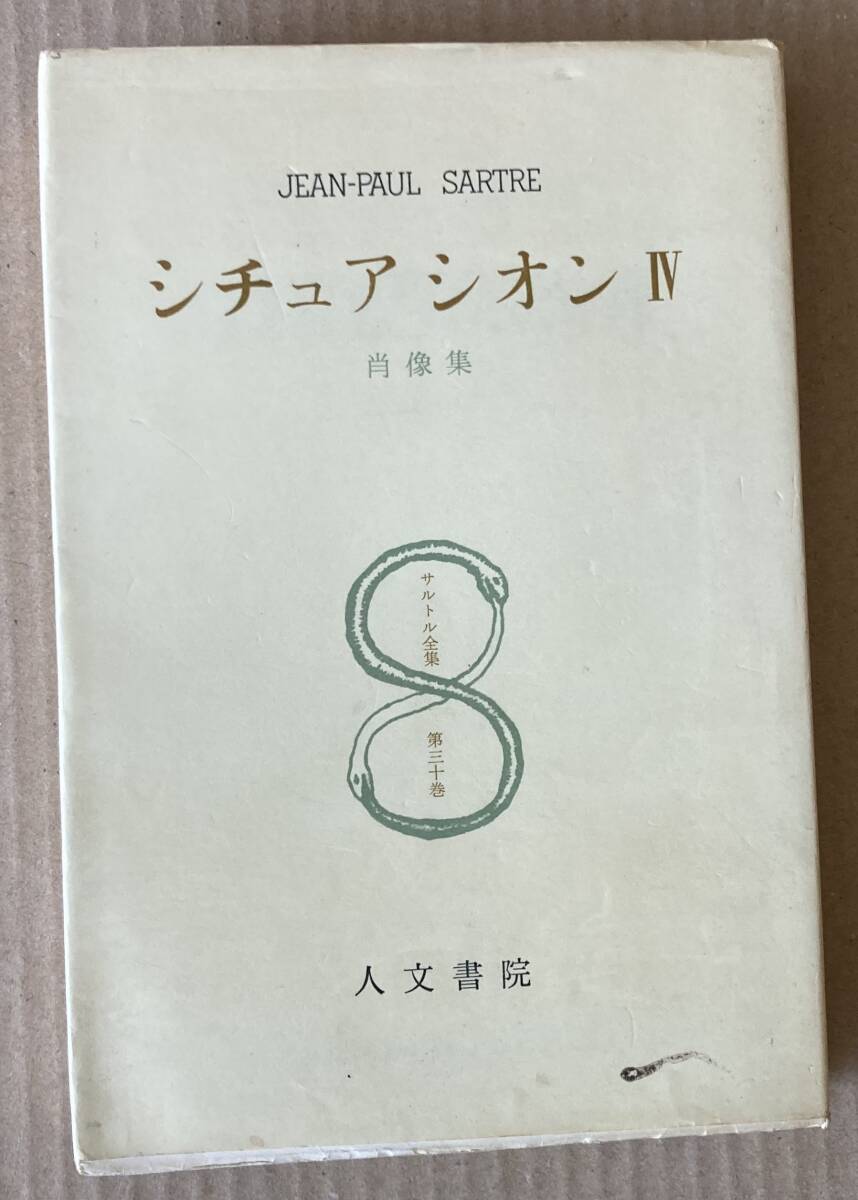 JEAN-PAUL SARTRE
シチュアシオン IV
肖像集
サルトル全集
第三十巻
人文書院